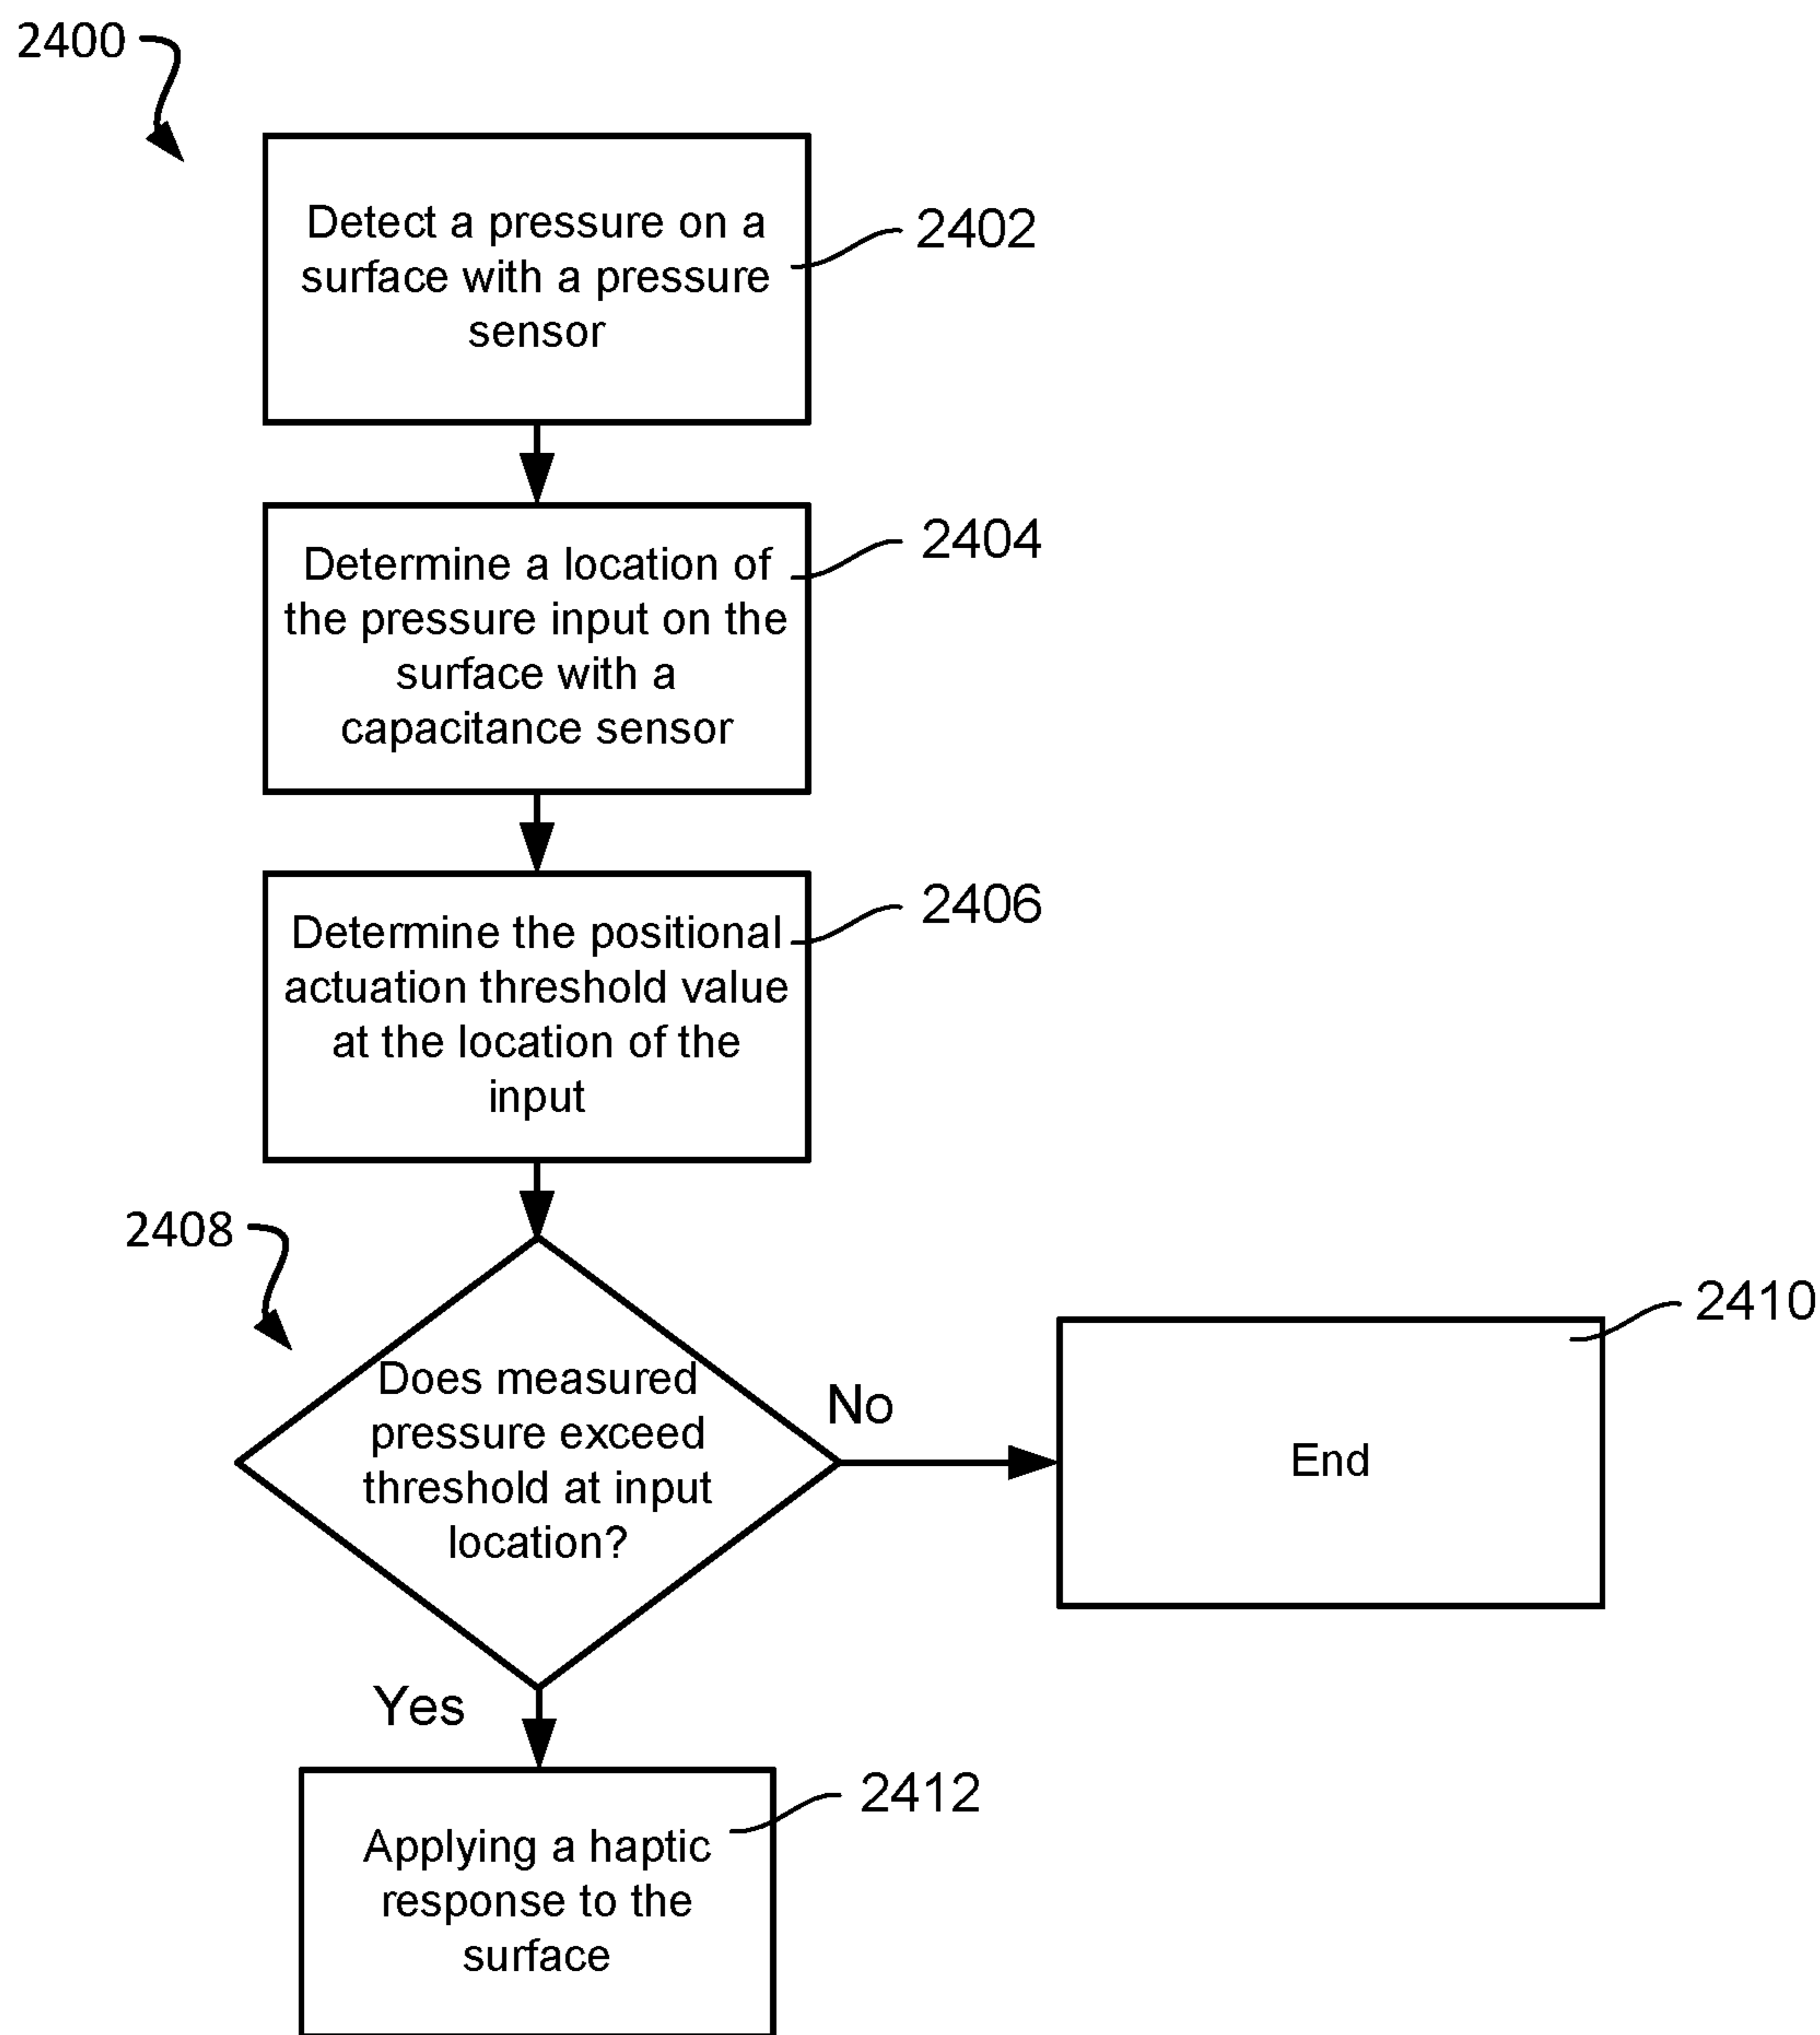 2400
Detect a pressure on a
surface with a pressure
sensor
2402
Determine a location of
the pressure input on the
surface with a
capacitance sensor
2404
Determine the positional
actuation threshold value
at the location of the
input
2406
2408
Does measured
pressure exceed
threshold at input
location?
No
End
2410
Yes
Applying a haptic
response to the
surface
2412